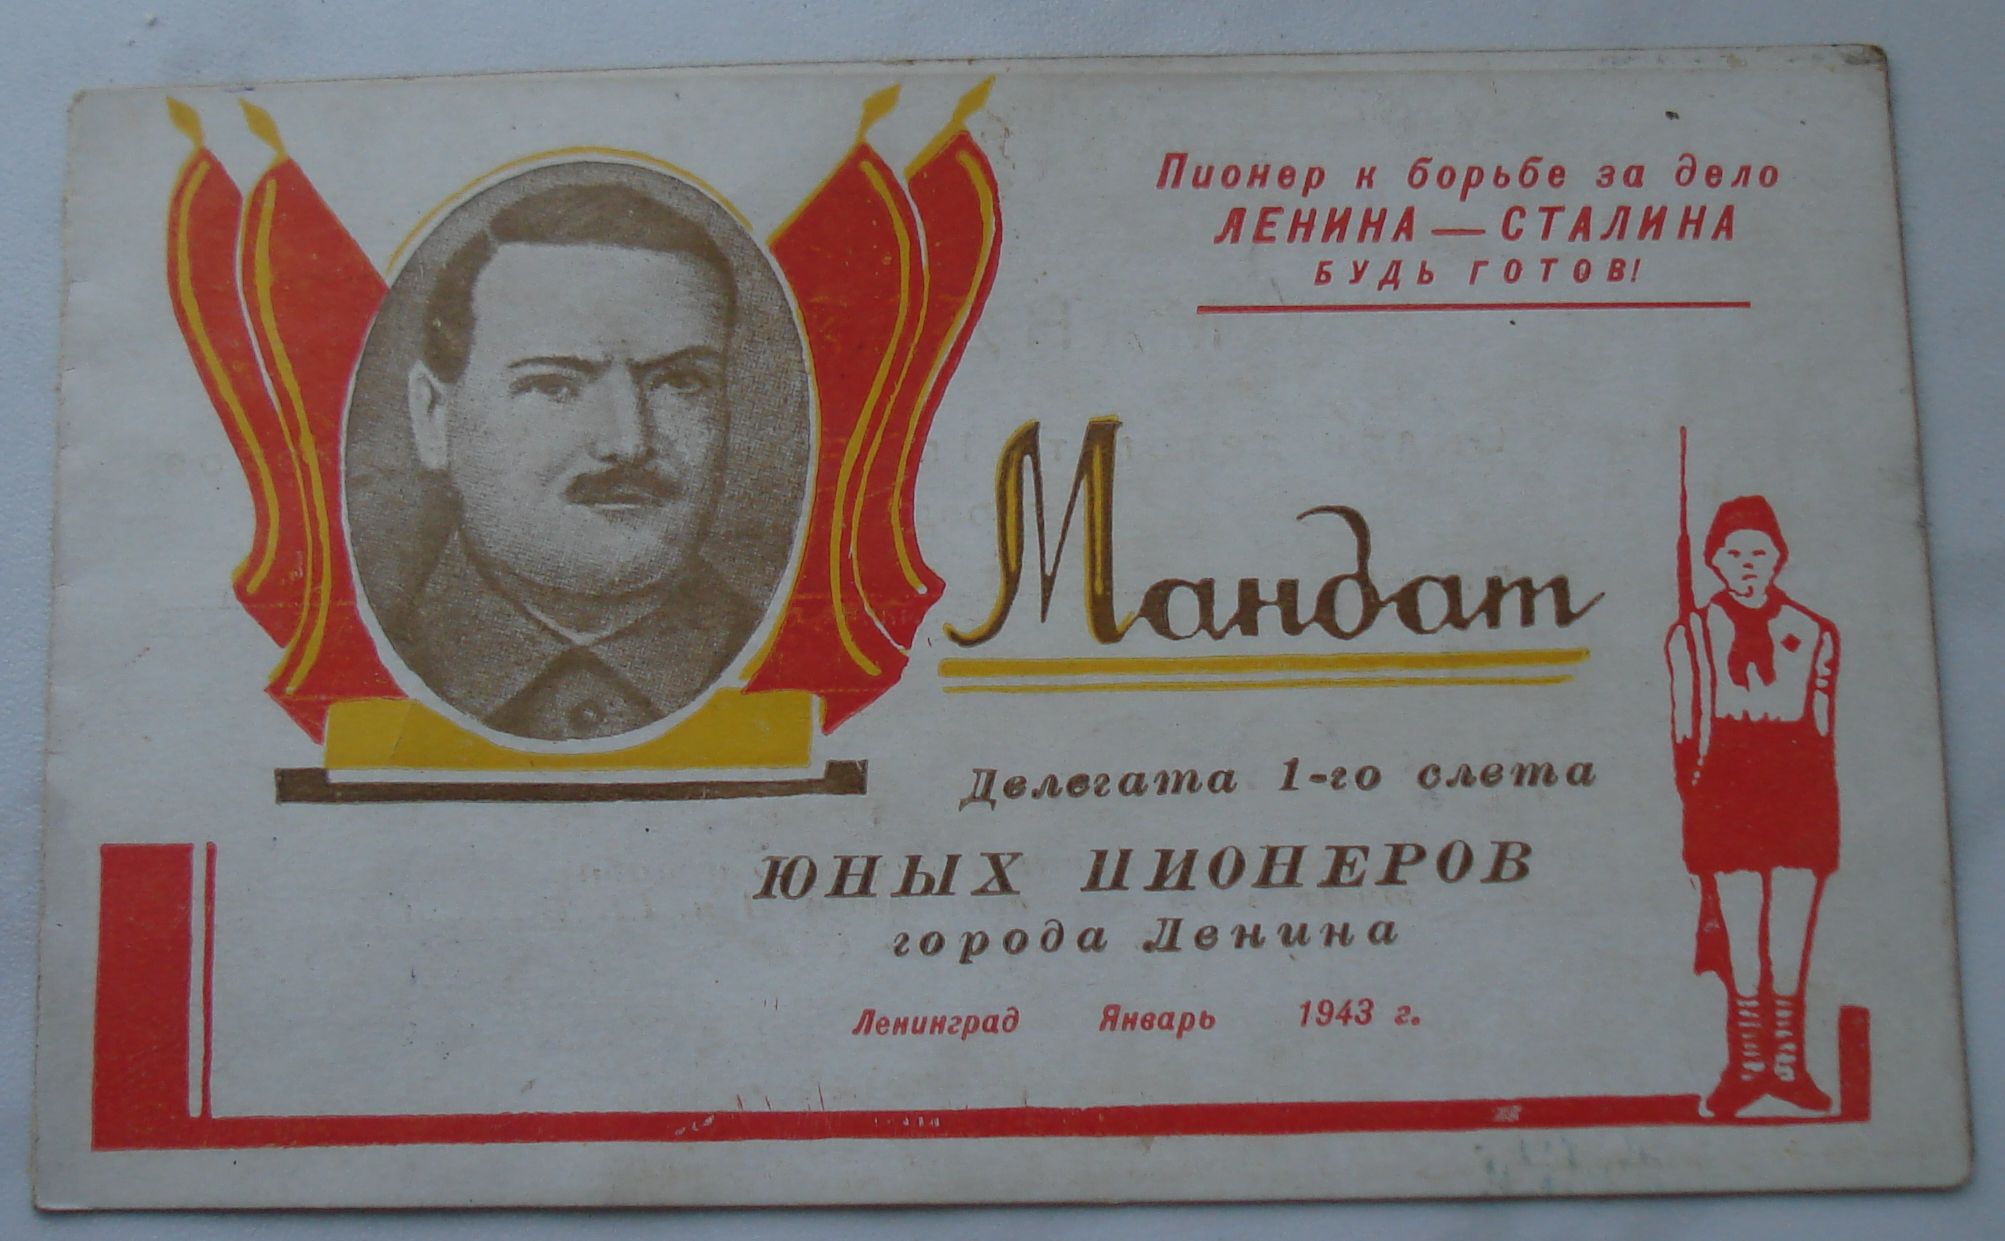 Пионер к борьбе за дело
ЛЕНИНА — СТАЛИНА
БУДЬ ГОТОВ!
Мандат
Делегата 1-го слета
ЮНЫХ ПИОНЕРОВ
города Ленина
Ленинград Январь 1943 г.